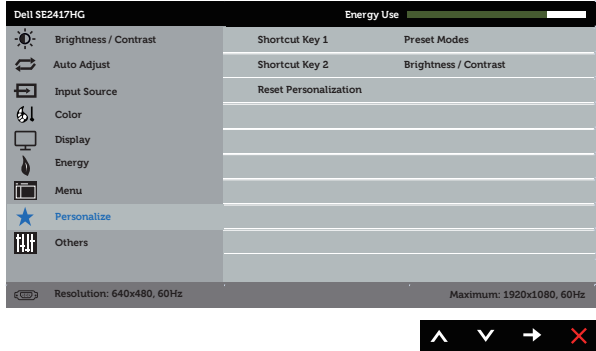 Dell SE2417HG Energy Use
Brightness / Contrast Shortcut Key 1 Preset Modes
Auto Adjust Shortcut Key 2 Brightness / Contrast
Input Source Reset Personalization
Color
Display
Energy
Menu
Personalize
Others
Resolution: 640x480, 60Hz Maximum: 1920x1080, 60Hz